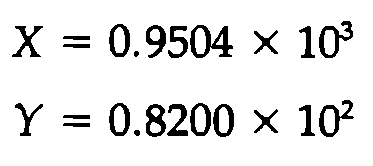 X = 0.9504 × 10³
Y = 0.8200 × 10²